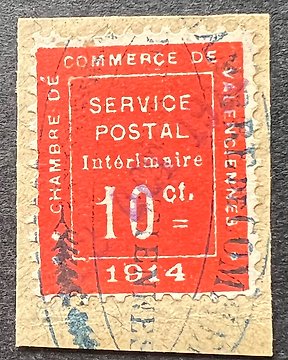 CHAMBRE DE
COMMERCE DE
VALENCIENNES
SERVICE
POSTAL
Intérimaire
10 ct.
1914